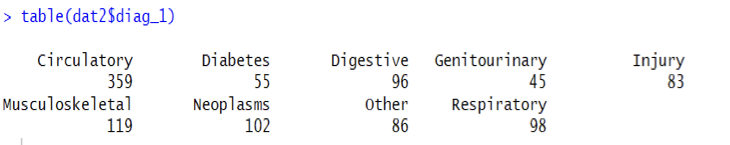 > table(dat2$diag_1)
Circulatory Diabetes Digestive Genitourinary Injury
359 55 96 45 83
Musculoskeletal Neoplasms Other Respiratory
119 102 86 98